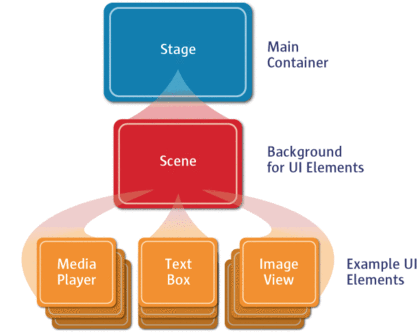 Stage
Main
Container
Scene
Background
for UI Elements
Media
Player
Text
Box
Image
View
Example UI
Elements